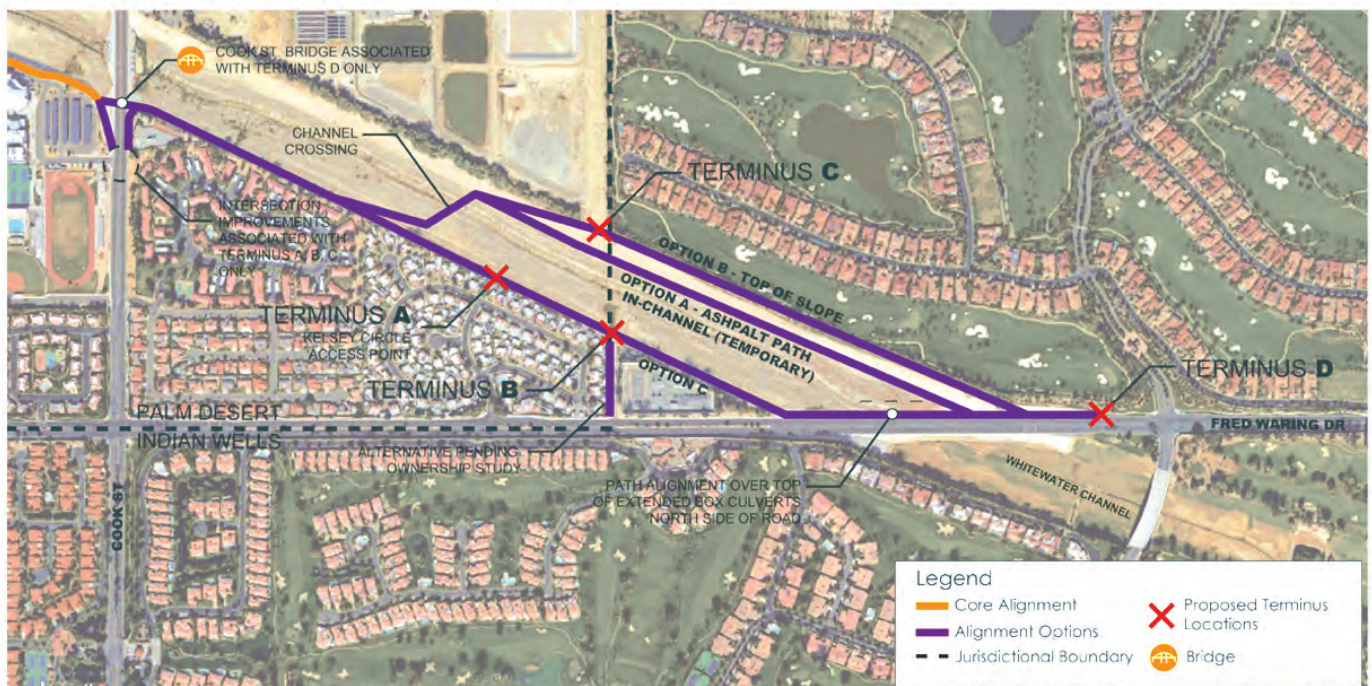 COOK ST. BRIDGE ASSOCIATED
WITH TERMINUS D ONLY
CHANNEL
CROSSING
INTERSECTION
IMPROVEMENTS
ASSOCIATED WITH
TERMINUS A, B, C
ONLY
TERMINUS C
OPTION B - TOP OF SLOPE
OPTION A - ASHPALT PATH
IN-CHANNEL (TEMPORARY)
TERMINUS A
KELSEY CIRCLE
ACCESS POINT
TERMINUS B
OPTION C
TERMINUS D
PALM DESERT
INDIAN WELLS
FRED WARING DR
ALTERNATIVE PENDING
OWNERSHIP STUDY
PATH ALIGNMENT OVER TOP
OF EXTENDED BOX CULVERTS
NORTH SIDE OF ROAD
WHITEWATER CHANNEL
COOK ST
Legend
Core Alignment
Alignment Options
Jurisdictional Boundary
Proposed Terminus
Locations
Bridge